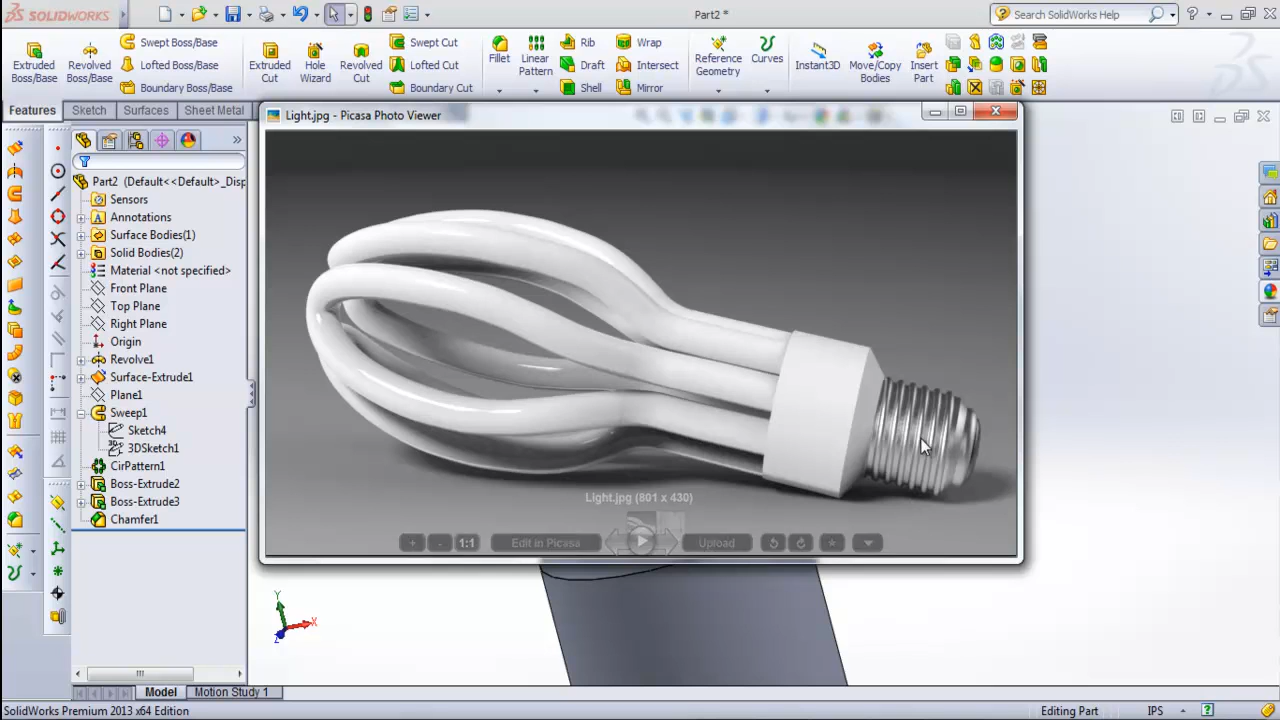 SOLIDWORKS
Part2 *
Search SolidWorks Help
Extruded Boss/Base
Revolved Boss/Base
Swept Boss/Base
Lofted Boss/Base
Boundary Boss/Base
Extruded Cut
Hole Wizard
Revolved Cut
Swept Cut
Lofted Cut
Boundary Cut
Fillet
Linear Pattern
Rib
Draft
Shell
Wrap
Intersect
Mirror
Reference Geometry
Curves
Instant3D
Move/Copy Bodies
Insert Part
Features
Sketch
Surfaces
Sheet Metal
Light.jpg - Picasa Photo Viewer
Part2 (Default<<Default>_Disp
Sensors
Annotations
Surface Bodies(1)
Solid Bodies(2)
Material <not specified>
Front Plane
Top Plane
Right Plane
Origin
Revolve1
Surface-Extrude1
Plane1
Sweep1
Sketch4
3DSketch1
CirPattern1
Boss-Extrude2
Boss-Extrude3
Chamfer1
Light.jpg (801 x 430)
1:1
Edit in Picasa
Upload
Y
X
Z
Model
Motion Study 1
SolidWorks Premium 2013 x64 Edition
Editing Part
IPS